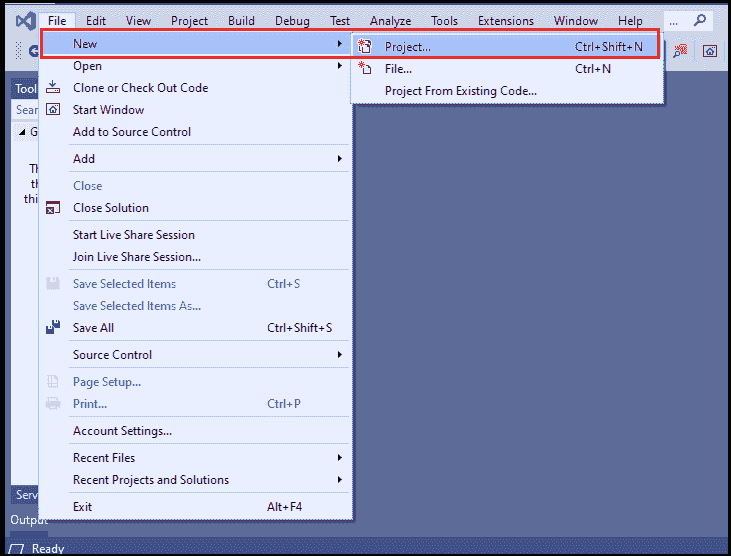 File Edit View Project Build Debug Test Analyze Tools Extensions Window Help ...
New
Project... Ctrl+Shift+N
Open
File... Ctrl+N
Clone or Check Out Code
Project From Existing Code...
Tool
Start Window
Sear
Add to Source Control
G
Add
Th
Close
th
Close Solution
thi
Start Live Share Session
Join Live Share Session...
Save Selected Items Ctrl+S
Save Selected Items As...
Save All Ctrl+Shift+S
Source Control
Page Setup...
Print... Ctrl+P
Account Settings...
Recent Files
Recent Projects and Solutions
Serv
Exit Alt+F4
Output
Ready